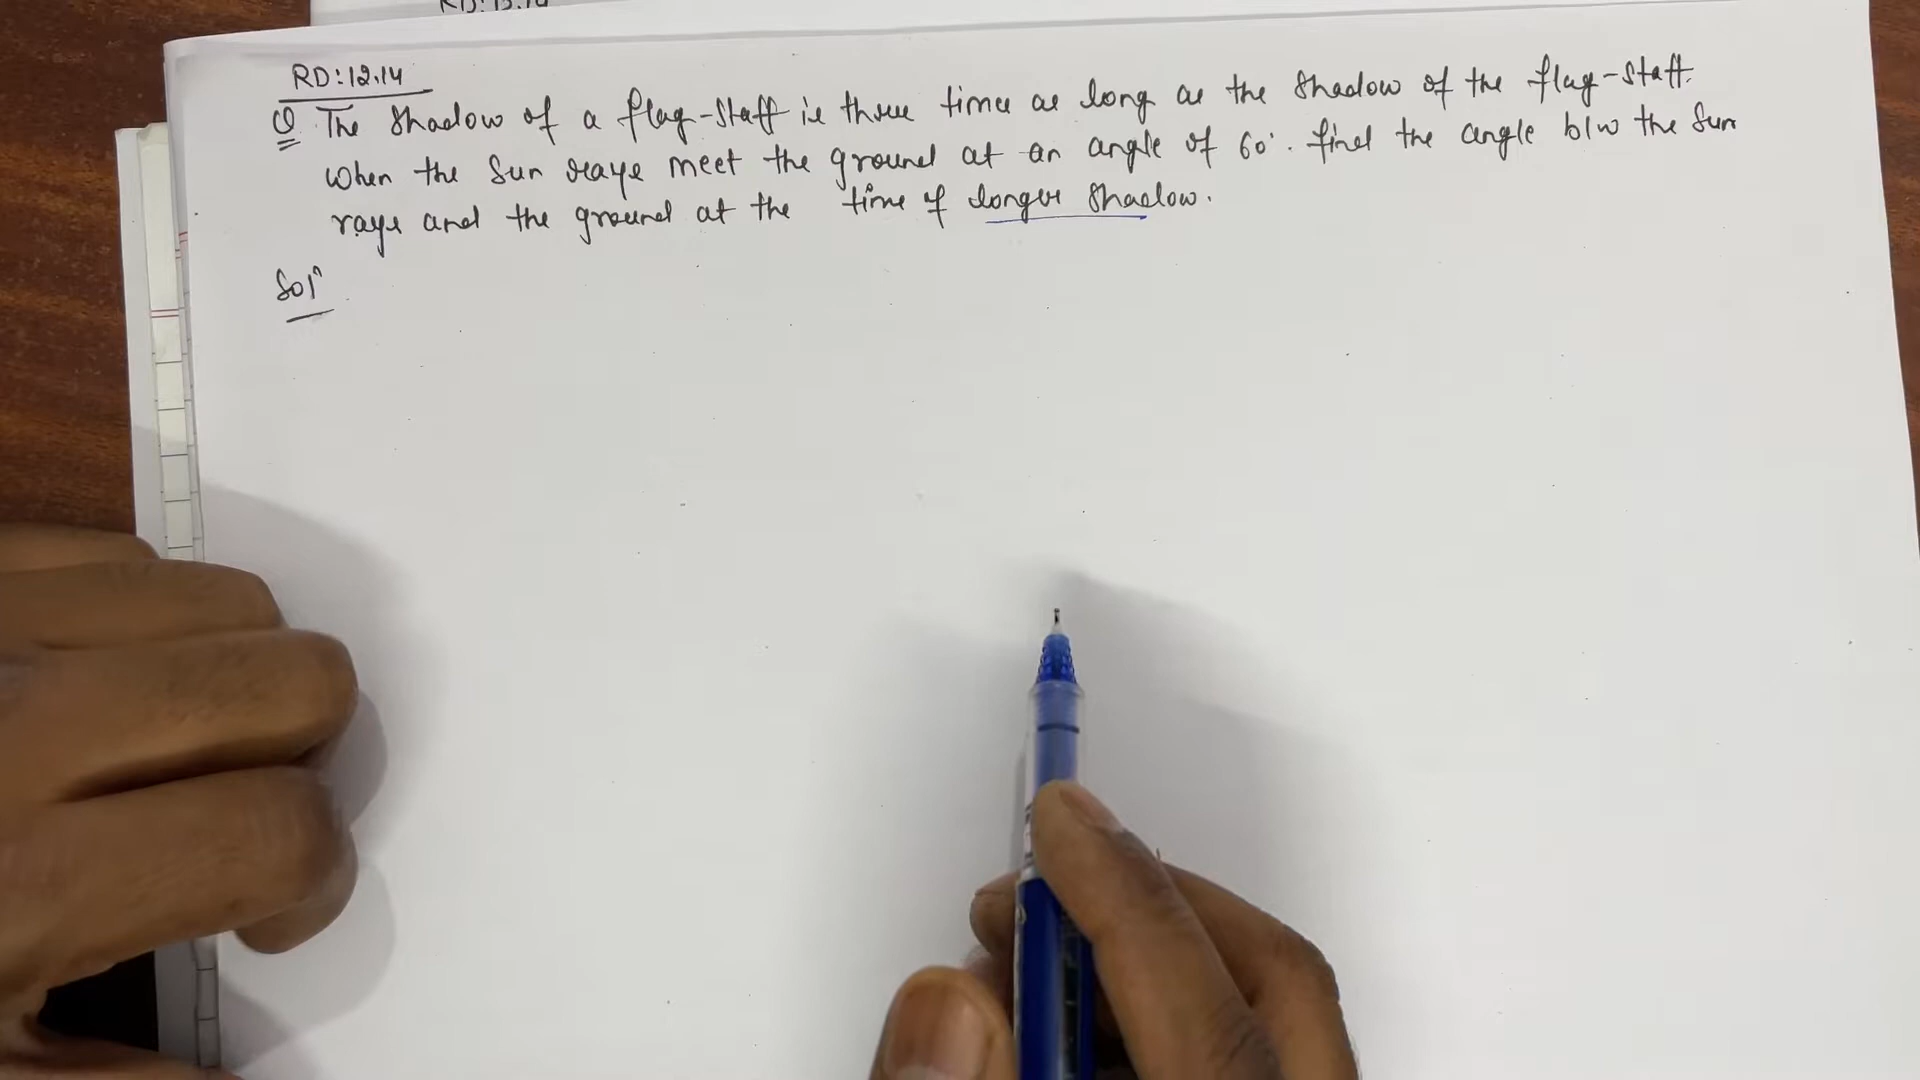 RD:12.14
Q The shadow of a flag-staff is three times as long as the shadow of the flag-staff.
When the Sun rays meet the ground at an angle of 60°. find the angle b/w the Sun
rays and the ground at the time of longer shadow.
Solⁿ